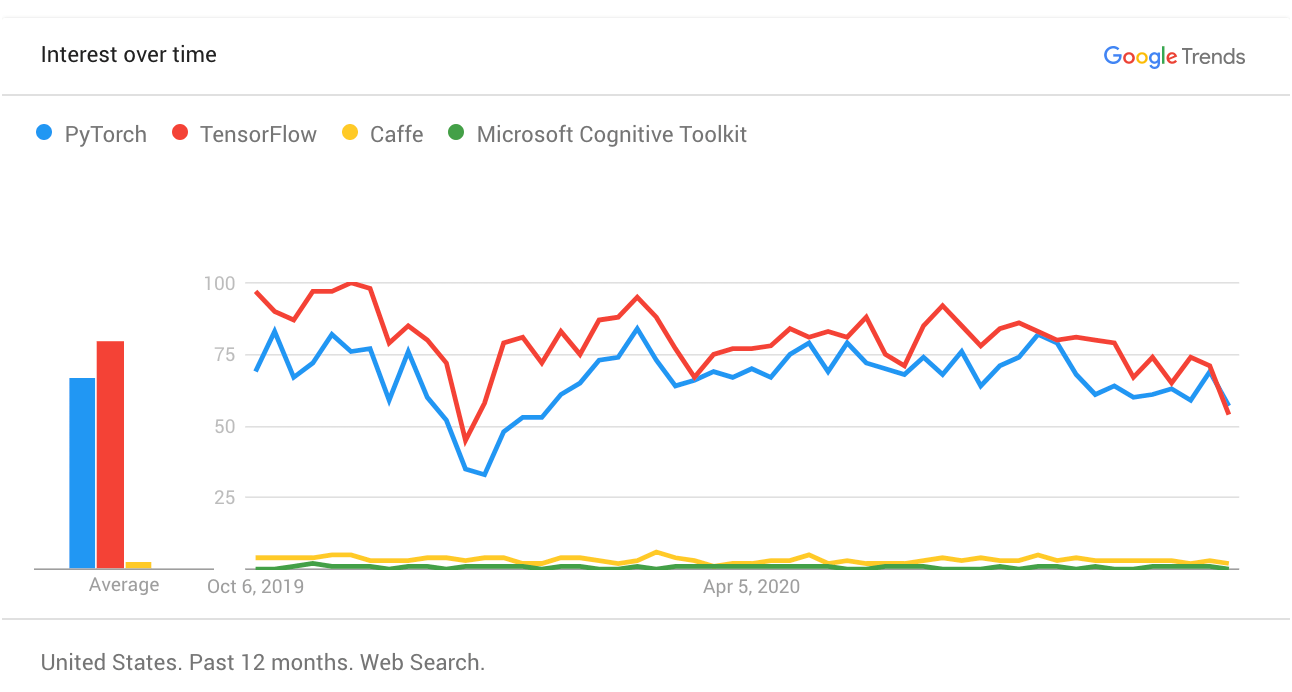 Interest over time
Google Trends
PyTorch TensorFlow Caffe Microsoft Cognitive Toolkit
100
75
50
25
Average
Oct 6, 2019
Apr 5, 2020
United States. Past 12 months. Web Search.